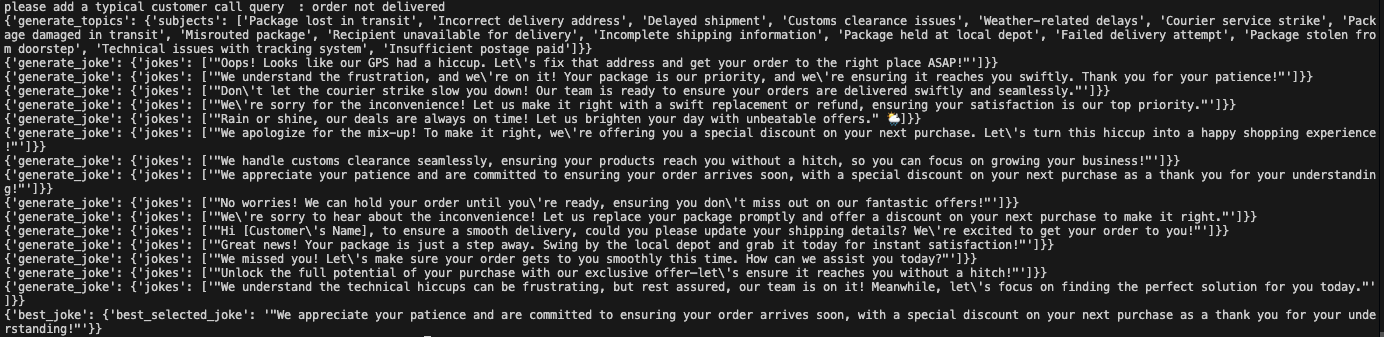 please add a typical customer call query  : order not delivered
{'generate_topics': {'subjects': ['Package lost in transit', 'Incorrect delivery address', 'Delayed shipment', 'Customs clearance issues', 'Weather-related delays', 'Courier service strike', 'Pack
age damaged in transit', 'Misrouted package', 'Recipient unavailable for delivery', 'Incomplete shipping information', 'Package held at local depot', 'Failed delivery attempt', 'Package stolen fro
m doorstep', 'Technical issues with tracking system', 'Insufficient postage paid']}}
{'generate_joke': {'jokes': ['"Oops! Looks like our GPS had a hiccup. Let\'s fix that address and get your order to the right place ASAP!"']}}
{'generate_joke': {'jokes': ['"We understand the frustration, and we\'re on it! Your package is our priority, and we\'re ensuring it reaches you swiftly. Thank you for your patience!"']}}
{'generate_joke': {'jokes': ['"Don\'t let the courier strike slow you down! Our team is ready to ensure your orders are delivered swiftly and seamlessly."']}}
{'generate_joke': {'jokes': ['"We\'re sorry for the inconvenience! Let us make it right with a swift replacement or refund, ensuring your satisfaction is our top priority."']}}
{'generate_joke': {'jokes': ['"Rain or shine, our deals are always on time! Let us brighten your day with unbeatable offers." 🌦️']}}
{'generate_joke': {'jokes': ['"We apologize for the mix-up! To make it right, we\'re offering you a special discount on your next purchase. Let\'s turn this hiccup into a happy shopping experience
!"']}}
{'generate_joke': {'jokes': ['"We handle customs clearance seamlessly, ensuring your products reach you without a hitch, so you can focus on growing your business!"']}}
{'generate_joke': {'jokes': ['"We appreciate your patience and are committed to ensuring your order arrives soon, with a special discount on your next purchase as a thank you for your understandin
g!"']}}
{'generate_joke': {'jokes': ['"No worries! We can hold your order until you\'re ready, ensuring you don\'t miss out on our fantastic offers!"']}}
{'generate_joke': {'jokes': ['"We\'re sorry to hear about the inconvenience! Let us replace your package promptly and offer a discount on your next purchase to make it right."']}}
{'generate_joke': {'jokes': ['"Hi [Customer\'s Name], to ensure a smooth delivery, could you please update your shipping details? We\'re excited to get your order to you!"']}}
{'generate_joke': {'jokes': ['"Great news! Your package is just a step away. Swing by the local depot and grab it today for instant satisfaction!"']}}
{'generate_joke': {'jokes': ['"We missed you! Let\'s make sure your order gets to you smoothly this time. How can we assist you today?"']}}
{'generate_joke': {'jokes': ['"Unlock the full potential of your purchase with our exclusive offer—let\'s ensure it reaches you without a hitch!"']}}
{'generate_joke': {'jokes': ['"We understand the technical hiccups can be frustrating, but rest assured, our team is on it! Meanwhile, let\'s focus on finding the perfect solution for you today."'
]}}
{'best_joke': {'best_selected_joke': '"We appreciate your patience and are committed to ensuring your order arrives soon, with a special discount on your next purchase as a thank you for your unde
rstanding!"'}}